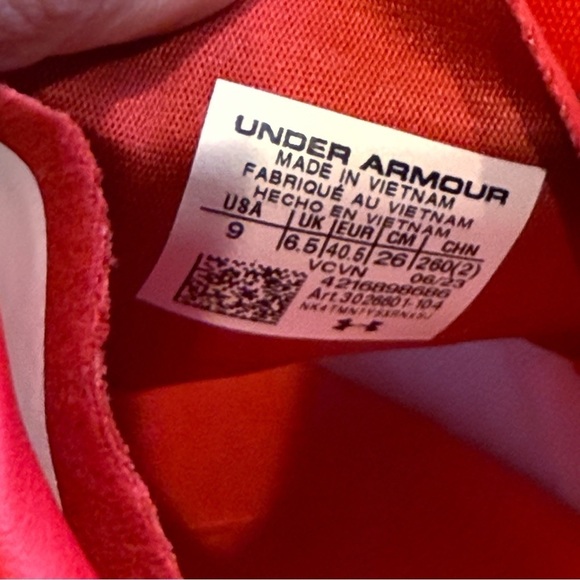 UNDER ARMOUR
MADE IN VIETNAM
FABRIQUÉ AU VIETNAM
HECHO EN VIETNAM
USA UK EUR CM CHN
9 6.5 40.5 26 260(2)
VCVN 06/23
4216898686
Art.3026601-104